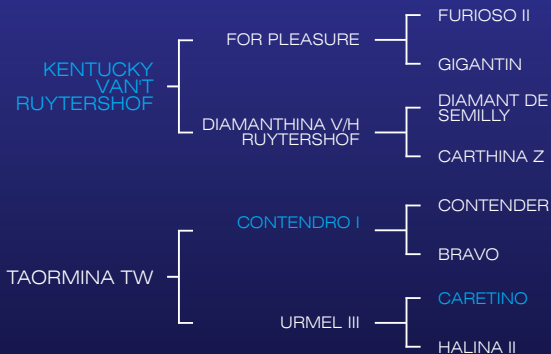 FURIOSO II
FOR PLEASURE
GIGANTIN
KENTUCKY
VAN'T
RUYTERSHOF
DIAMANT DE
SEMILLY
DIAMANTHINA V/H
RUYTERSHOF
CARTHINA Z
CONTENDER
CONTENDRO I
BRAVO
TAORMINA TW
CARETINO
URMEL III
HALINA II